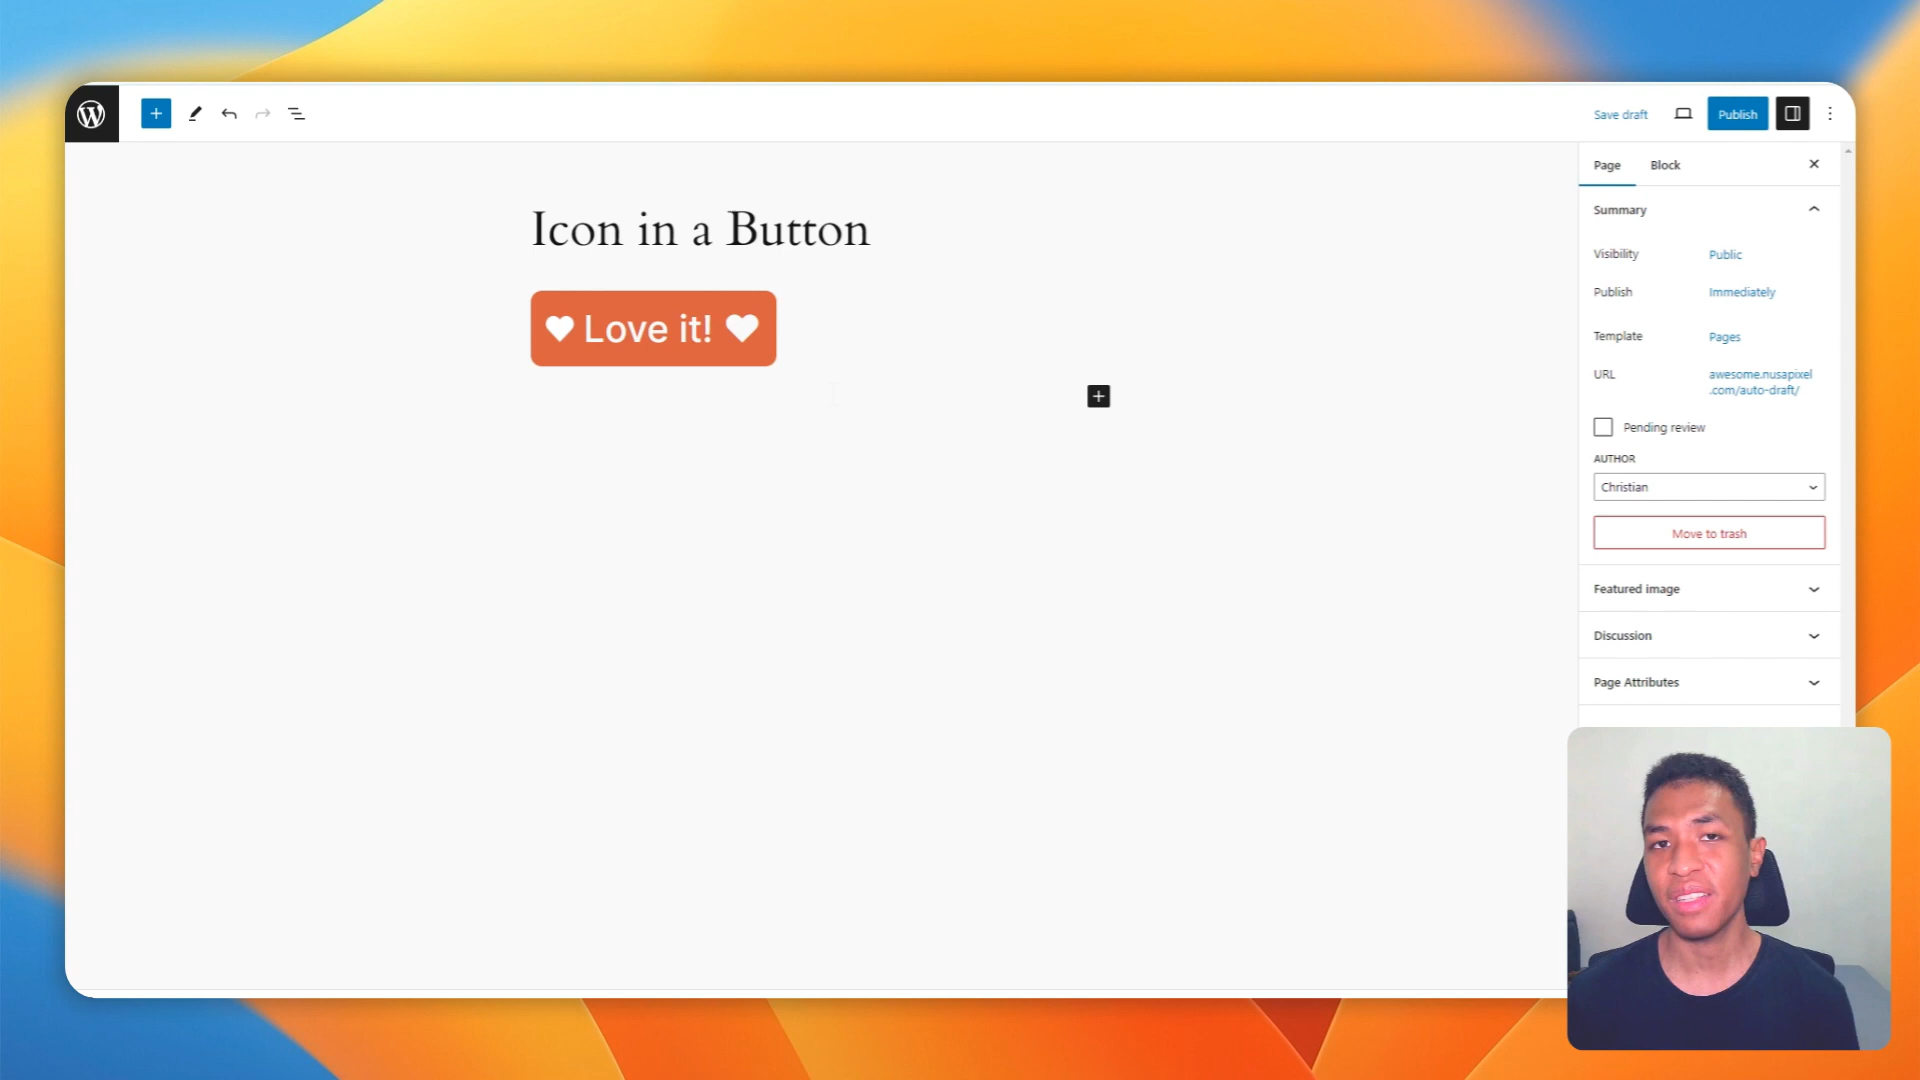 Save draft
Publish
Page
Block
Icon in a Button
Summary
Visibility
Public
Publish
Immediately
Template
Pages
URL
awesome.nusapixel
.com/auto-draft/
Love it!
Pending review
AUTHOR
Christian
Move to trash
Featured image
Discussion
Page Attributes